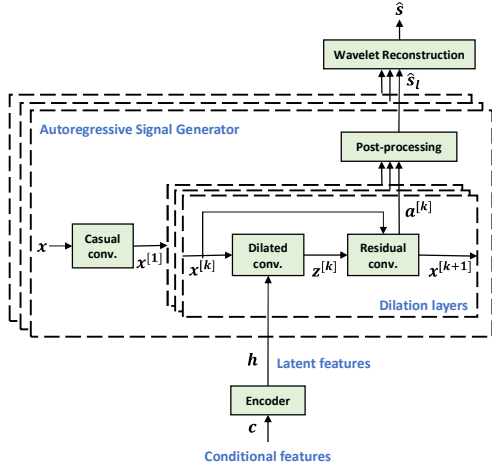 ŝ
Wavelet Reconstruction
ŝ_l
Autoregressive Signal Generator
Post-processing
a^[k]
x
Casual
conv.
x^[1]
x^[k]
Dilated
conv.
z^[k]
Residual
conv.
x^[k+1]
Dilation layers
h
Latent features
Encoder
c
Conditional features